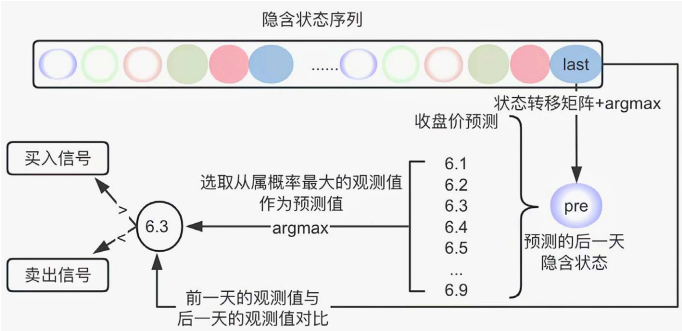 隐含状态序列
......
last
状态转移矩阵+argmax
收盘价预测
买入信号
选取从属概率最大的观测值
作为预测值
argmax
6.1
6.2
6.3
6.4
6.5
...
6.9
pre
>
6.3
<
预测的后一天
隐含状态
卖出信号
前一天的观测值与
后一天的观测值对比